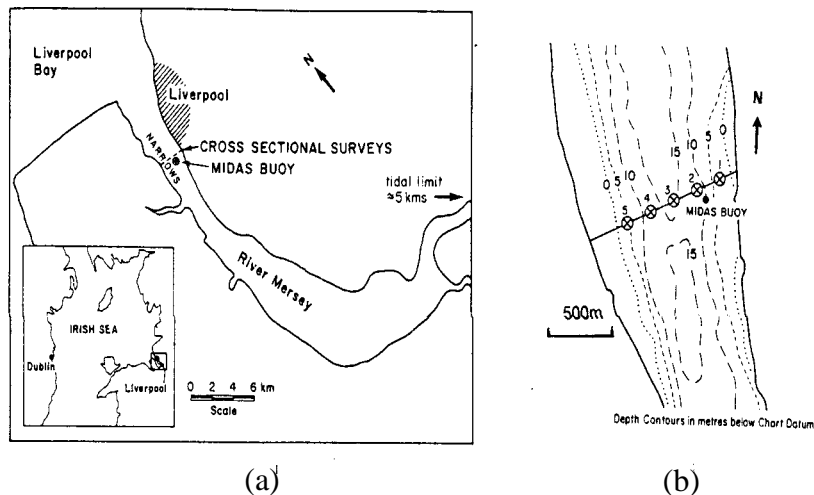 Liverpool
Bay
N
Liverpool
CROSS SECTIONAL SURVEYS
MIDAS BUOY
NARROWS
tidal limit
≈5 kms
River Mersey
IRISH SEA
Dublin
Liverpool
0 2 4 6 km
Scale
(a)
N
15
10
5
0
0 5 10
1
2
3
4
5
MIDAS BUOY
15
500m
Depth Contours in metres below Chart Datum
(b)